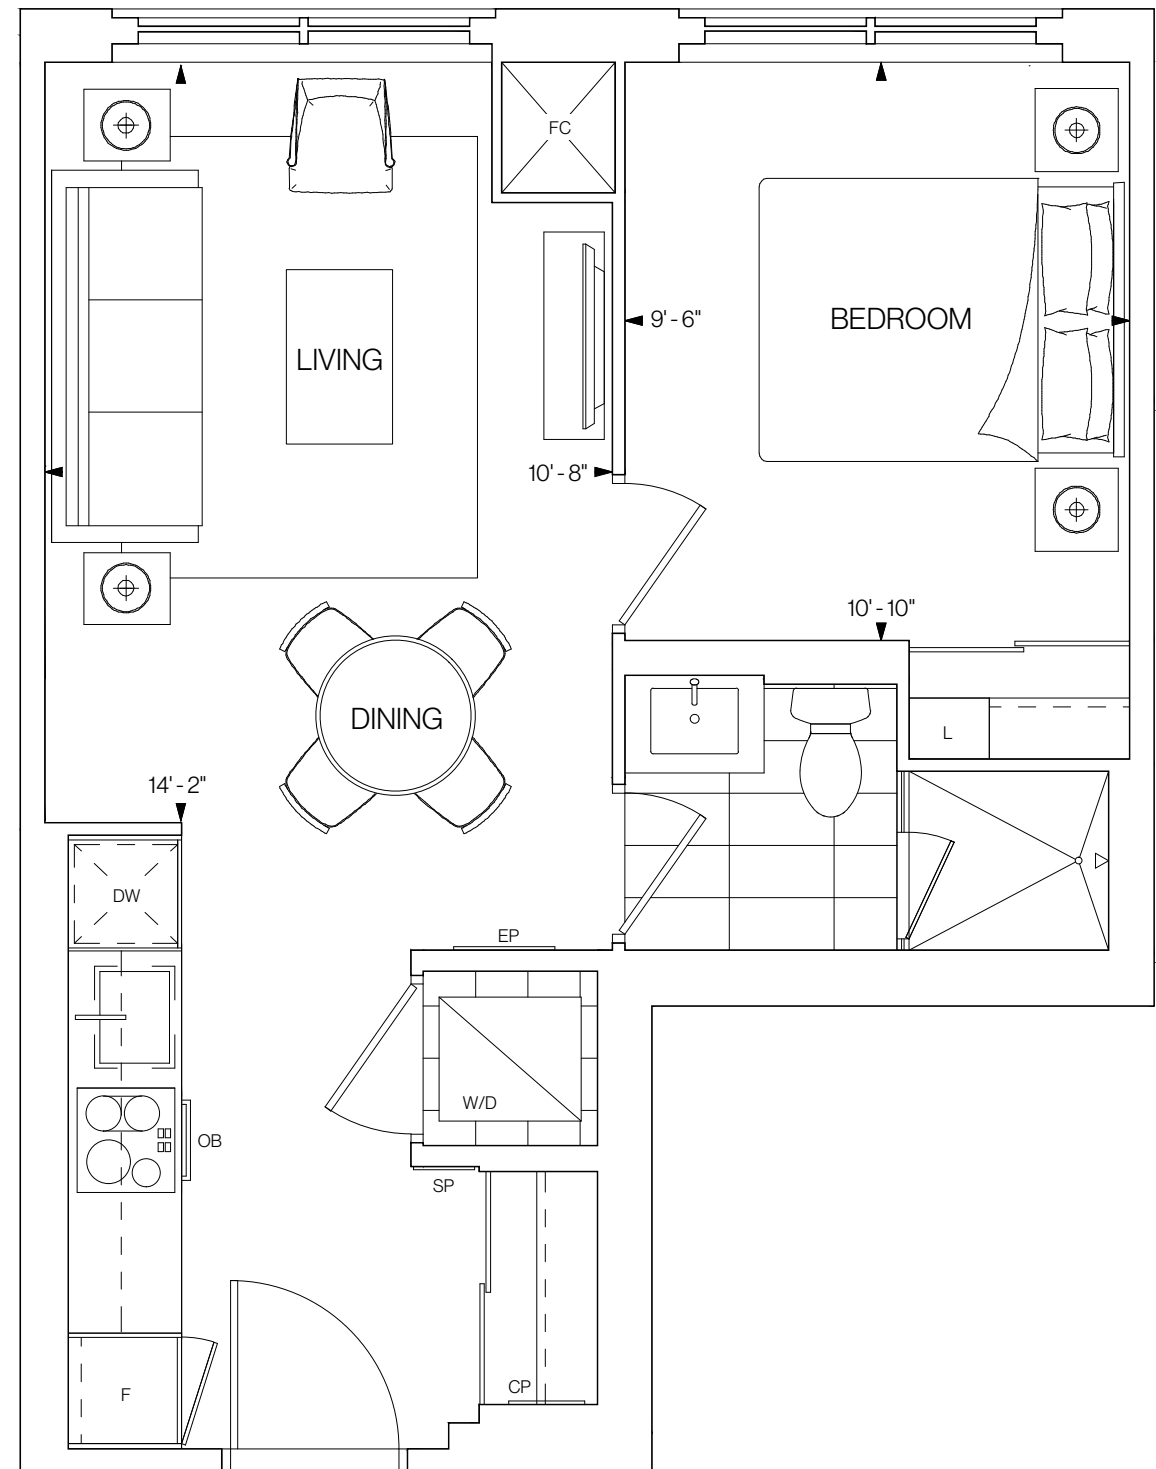 FC
9'-6"
BEDROOM
LIVING
10'-8"
10'-10"
DINING
L
14'-2"
DW
EP
W/D
OB
SP
CP
F